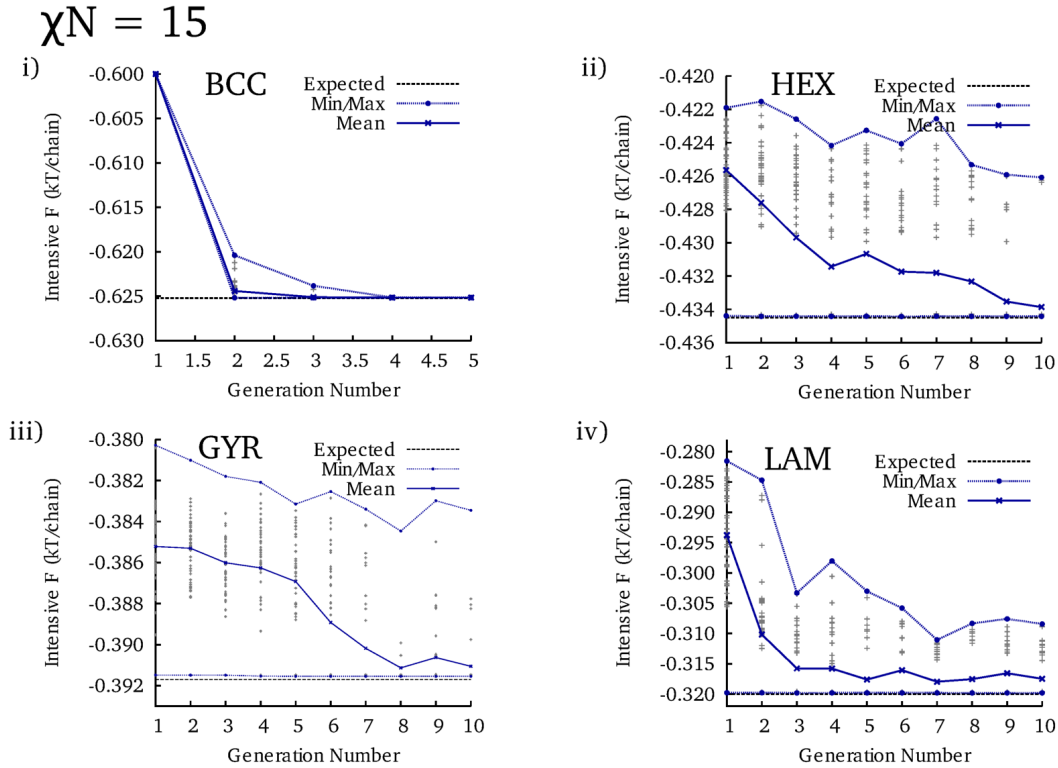 χN = 15
i)
BCC
Expected
Min/Max
Mean
Intensive F (kT/chain)
-0.600
-0.605
-0.610
-0.615
-0.620
-0.625
-0.630
1 1.5 2 2.5 3 3.5 4 4.5 5
Generation Number
ii)
HEX
Expected
Min/Max
Mean
Intensive F (kT/chain)
-0.420
-0.422
-0.424
-0.426
-0.428
-0.430
-0.432
-0.434
-0.436
1 2 3 4 5 6 7 8 9 10
Generation Number
iii)
GYR
Expected
Min/Max
Mean
Intensive F (kT/chain)
-0.380
-0.382
-0.384
-0.386
-0.388
-0.390
-0.392
1 2 3 4 5 6 7 8 9 10
Generation Number
iv)
LAM
Expected
Min/Max
Mean
Intensive F (kT/chain)
-0.280
-0.285
-0.290
-0.295
-0.300
-0.305
-0.310
-0.315
-0.320
1 2 3 4 5 6 7 8 9 10
Generation Number